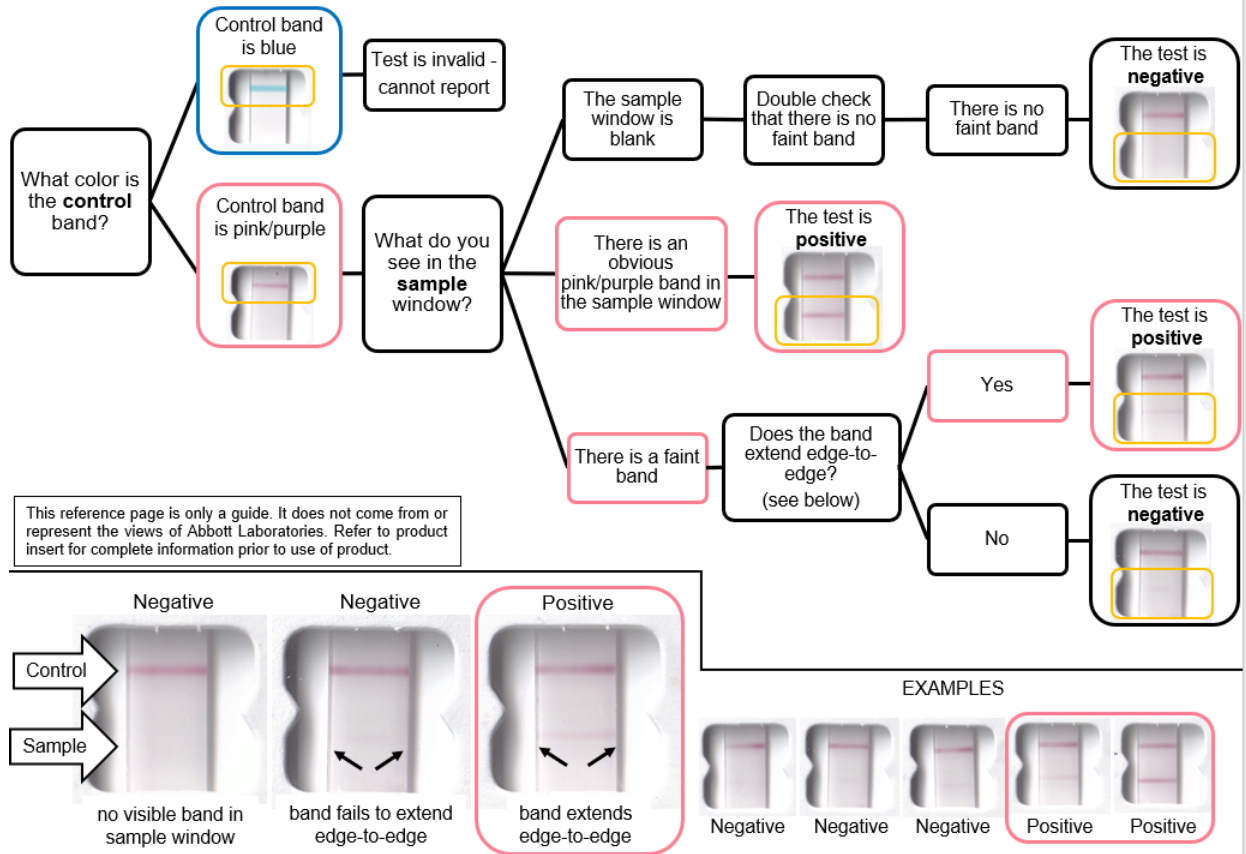 What color is
the control
band?
Control band
is blue
Test is invalid -
cannot report
Control band
is pink/purple
What do you
see in the
sample
window?
The sample
window is
blank
Double check
that there is no
faint band
There is no
faint band
The test is
negative
There is an
obvious
pink/purple band in
the sample window
The test is
positive
There is a faint
band
Does the band
extend edge-to-
edge?
(see below)
Yes
The test is
positive
No
The test is
negative
This reference page is only a guide. It does not come from or
represent the views of Abbott Laboratories. Refer to product
insert for complete information prior to use of product.
Control
Sample
Negative
no visible band in
sample window
Negative
band fails to extend
edge-to-edge
Positive
band extends
edge-to-edge
EXAMPLES
Negative
Negative
Negative
Positive
Positive